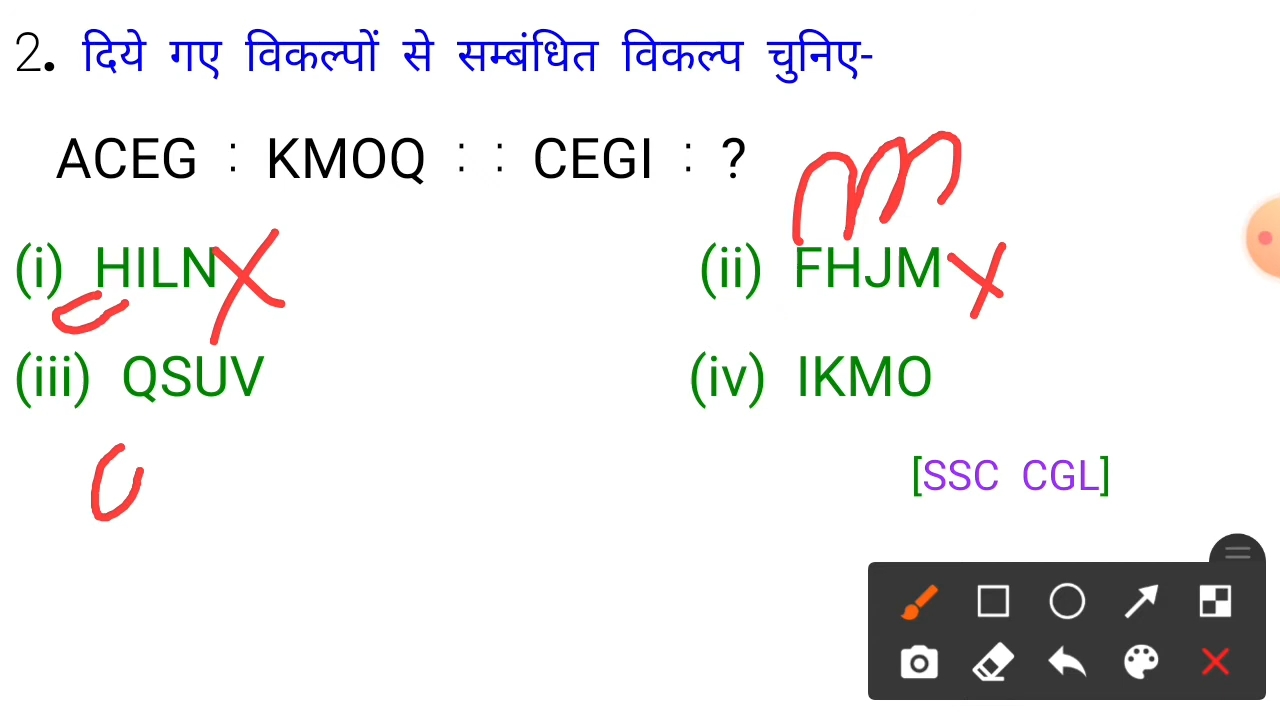 2. दिये गए विकल्पों से सम्बंधित विकल्प चुनिए-
ACEG : KMOQ : : CEGI : ?
(i) HILN (ii) FHJM
(iii) QSUV (iv) IKMO
[SSC CGL]